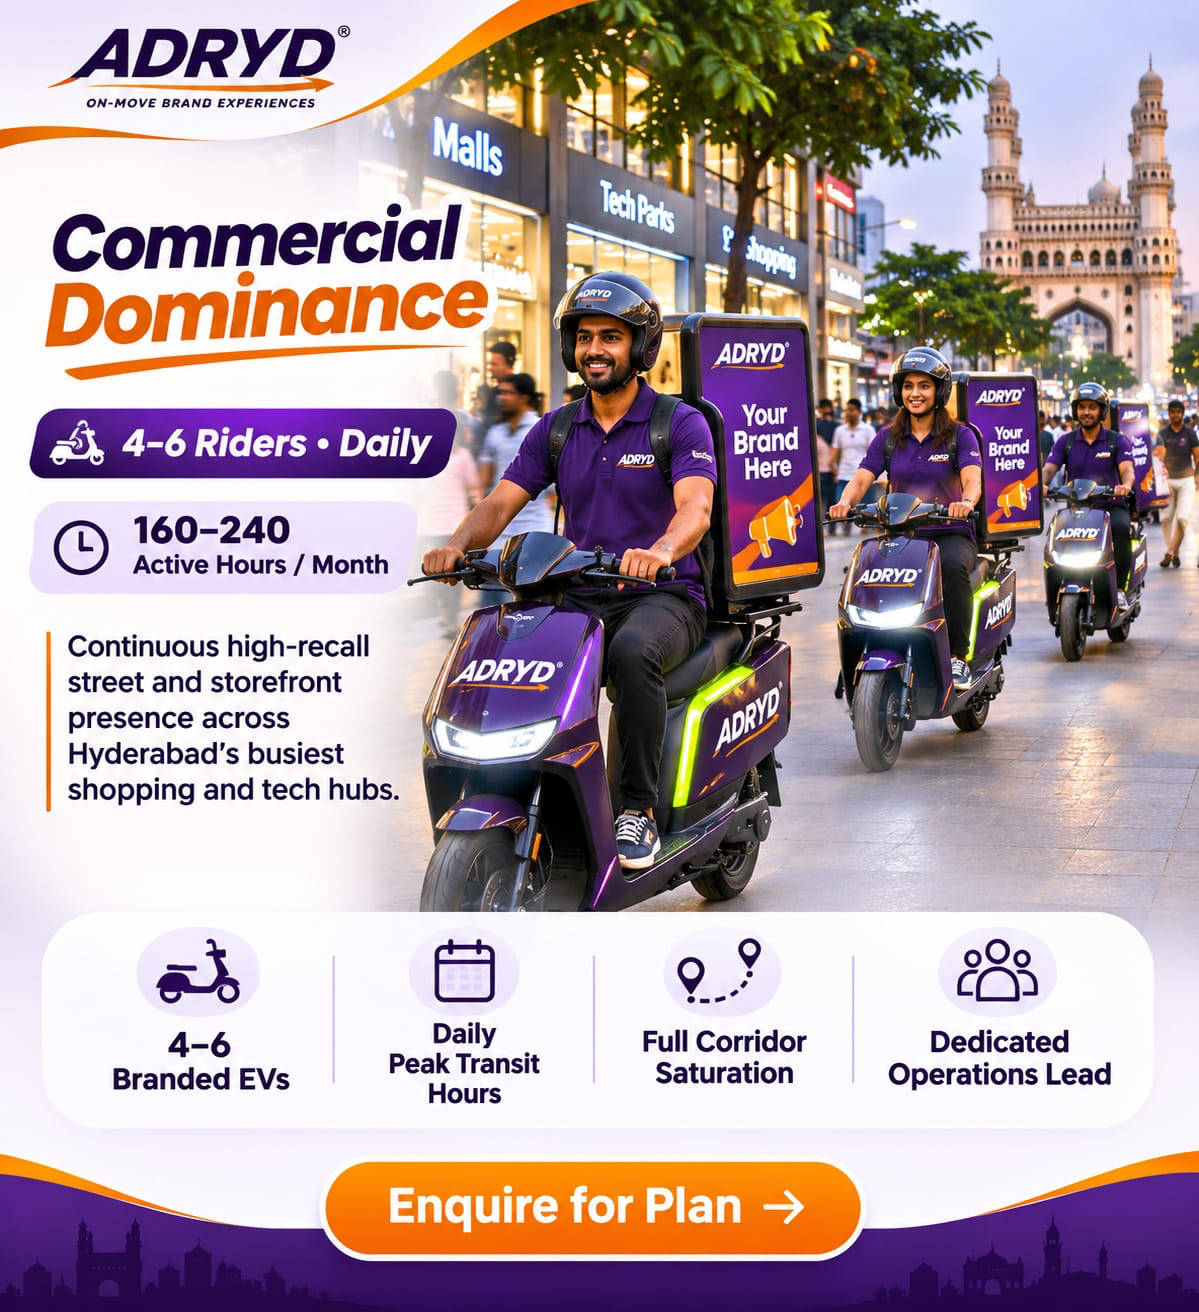 ADRYD®
ON-MOVE BRAND EXPERIENCES
Malls
Tech Parks
Shopping
Commercial
Dominance
4–6 Riders • Daily
160–240
Active Hours / Month
Continuous high-recall
street and storefront
presence across
Hyderabad's busiest
shopping and tech hubs.
ADRYD
ADRYD
ADRYD®
Your
Brand
Here
ADRYD®
ADRYD®
ADRYD
ADRYD®
Your
Brand
Here
ADRYD®
ADRYD
ADRYD
4–6
Branded EVs
Daily
Peak Transit
Hours
Full Corridor
Saturation
Dedicated
Operations Lead
Enquire for Plan →